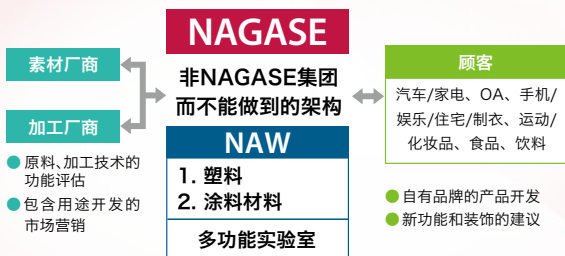 素材厂商
加工厂商
● 原料、加工技术的
功能评估
● 包含用途开发的
市场营销
NAGASE
非NAGASE集团
而不能做到的架构
NAW
1. 塑料
2. 涂料材料
多功能实验室
顾客
汽车/家电、OA、手机/
娱乐/住宅/制衣、运动/
化妆品、食品、饮料
● 自有品牌的产品开发
● 新功能和装饰的建议